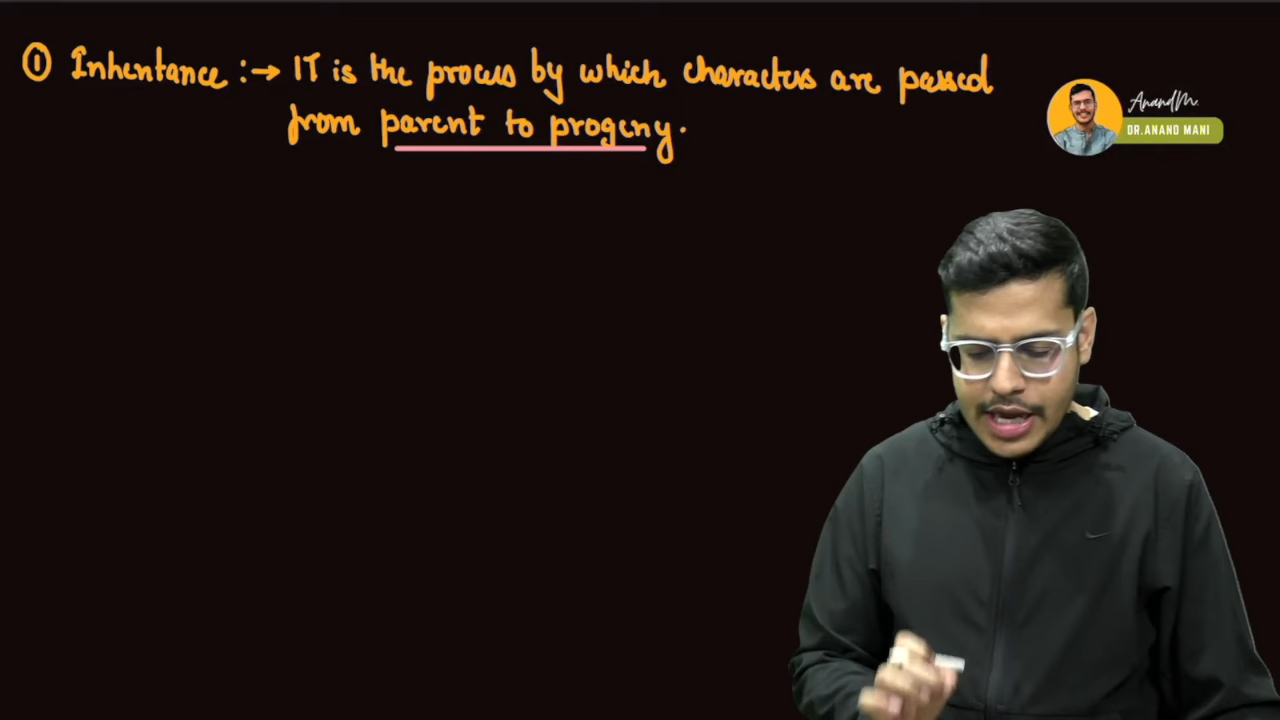 ① Inheritance :→ IT is the process by which characters are passed
from parent to progeny.
AnandM.
DR.ANAND MANI